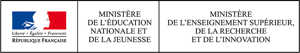 Liberté • Égalité • Fraternité
RÉPUBLIQUE FRANÇAISE
MINISTÈRE
DE L'ÉDUCATION
NATIONALE ET
DE LA JEUNESSE
MINISTÈRE
DE L'ENSEIGNEMENT SUPÉRIEUR,
DE LA RECHERCHE
ET DE L'INNOVATION